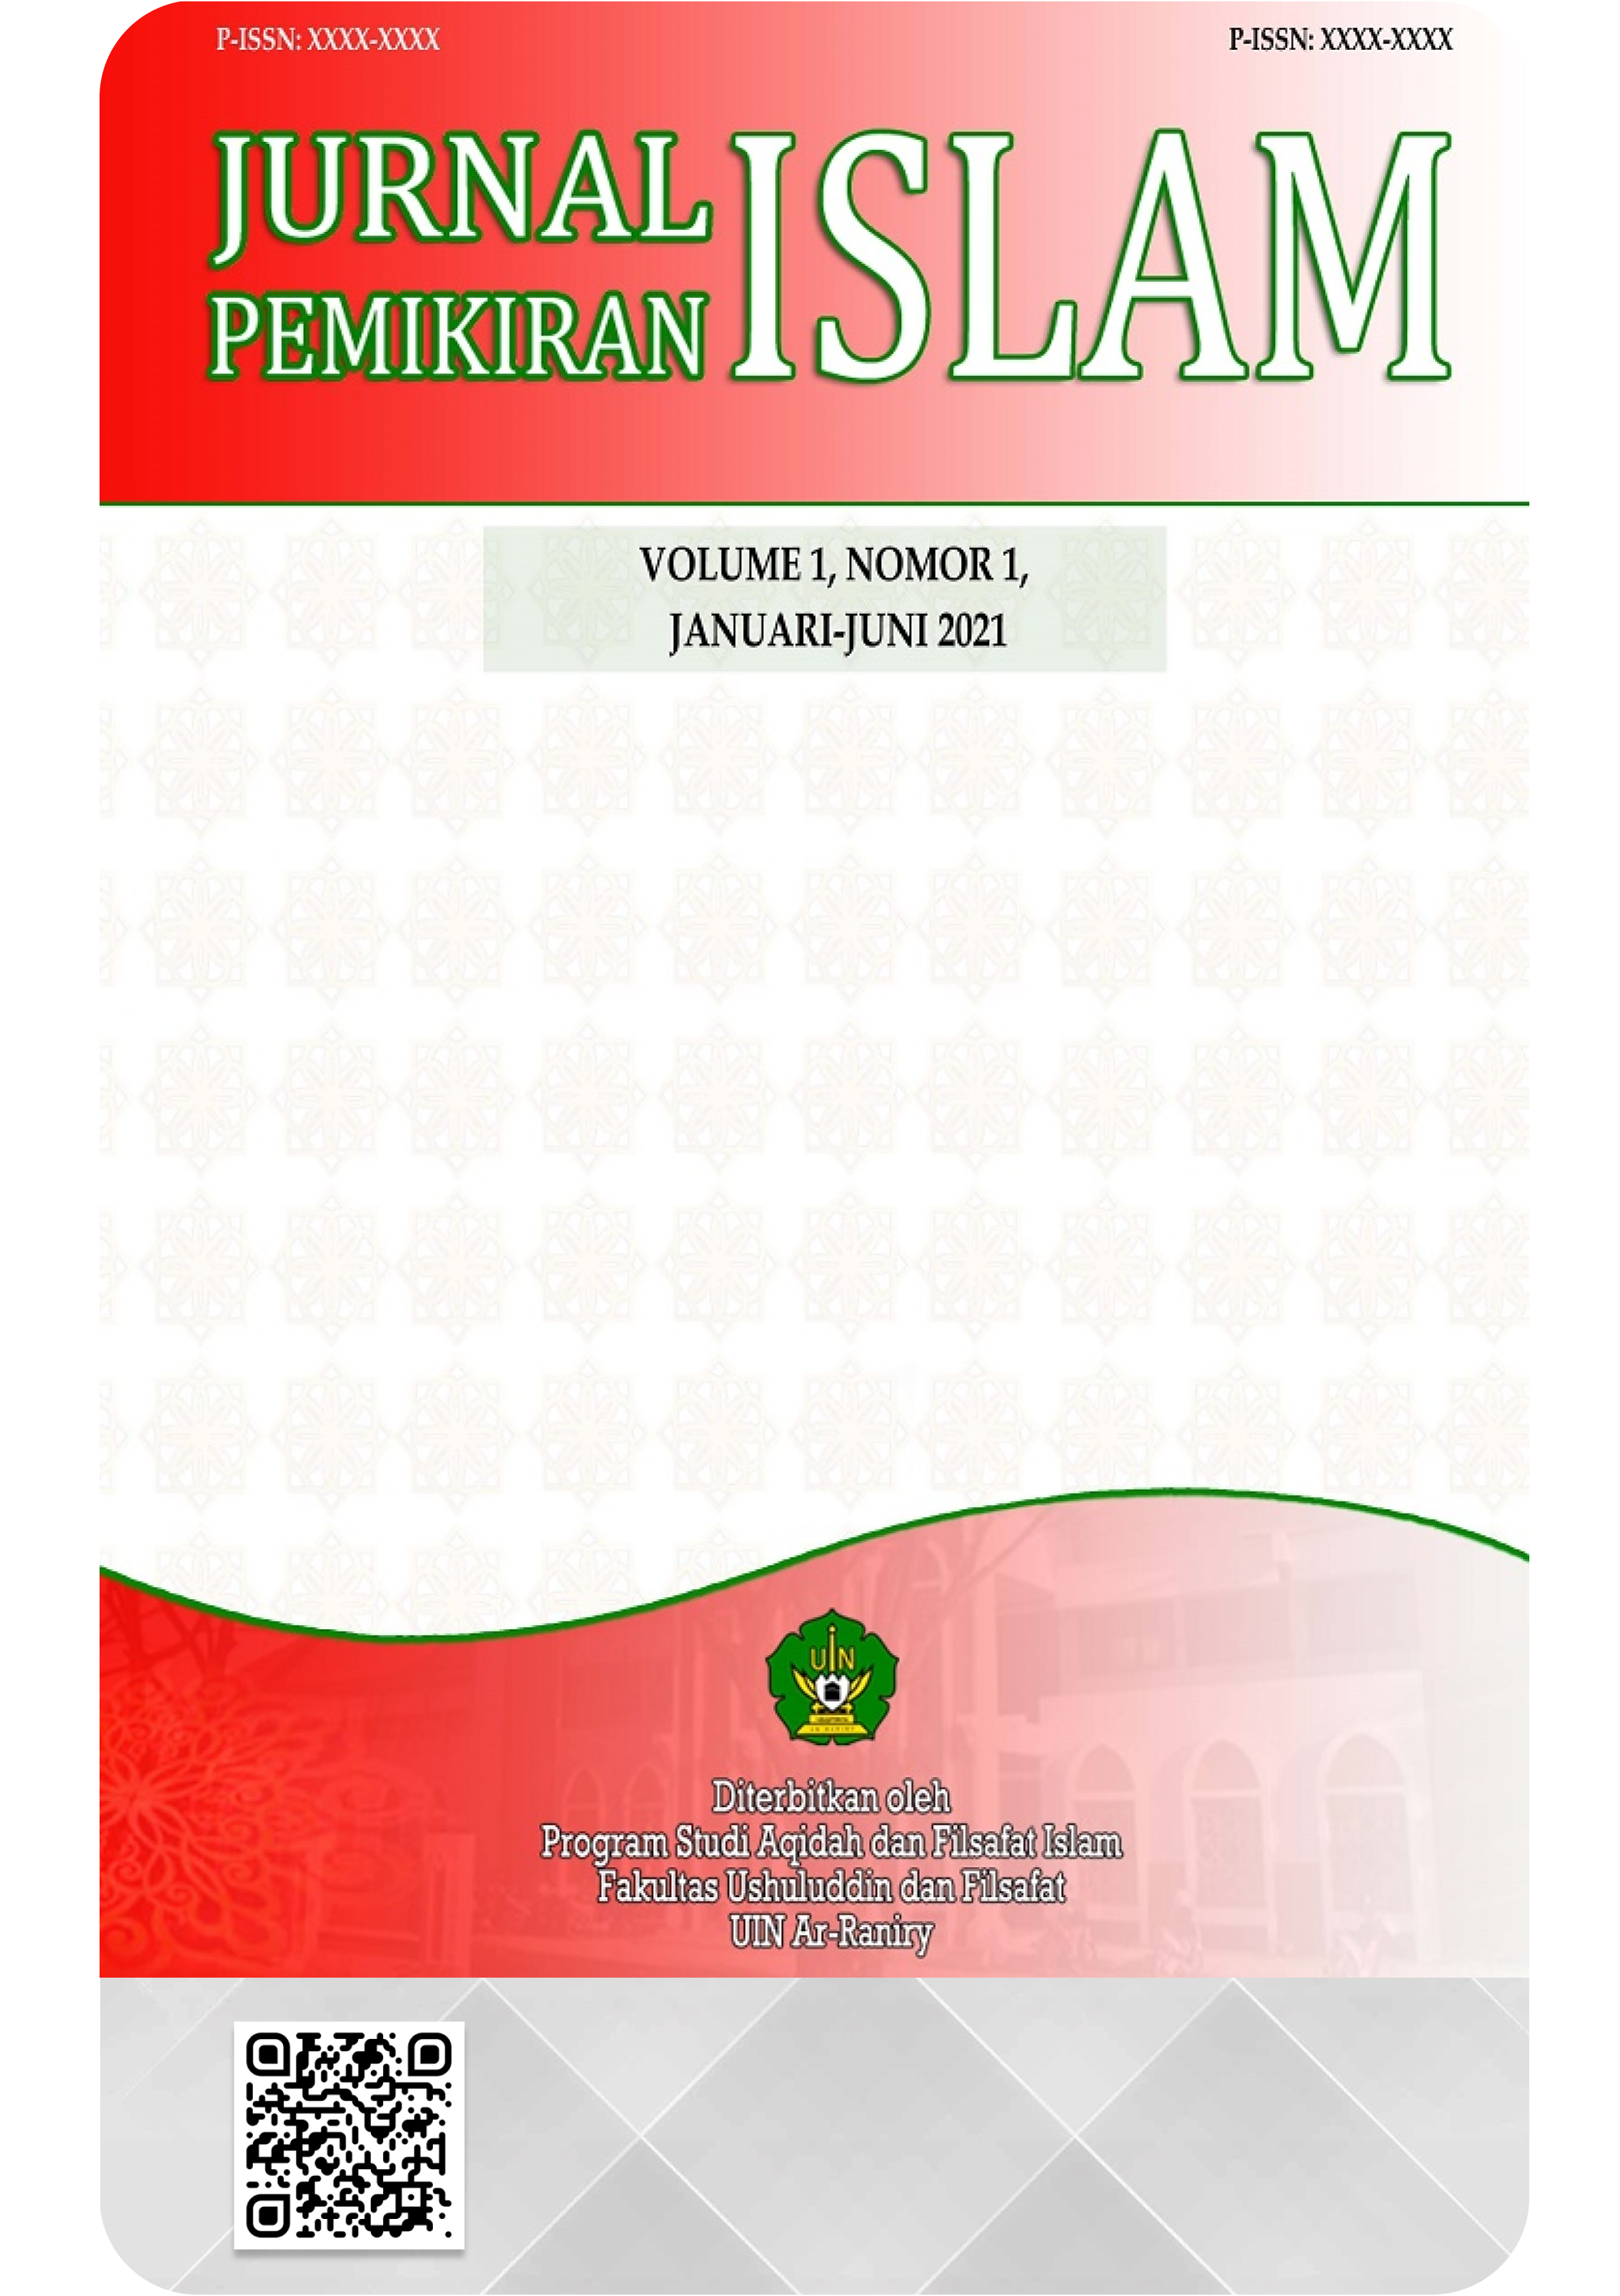 P-ISSN: XXXX-XXXX
P-ISSN: XXXX-XXXX
JURNAL
PEMIKIRAN
ISLAM
VOLUME 1, NOMOR 1,
JANUARI-JUNI 2021
UIN
Diterbitkan oleh
Program Studi Aqidah dan Filsafat Islam
Fakultas Ushuluddin dan Filsafat
UIN Ar-Raniry